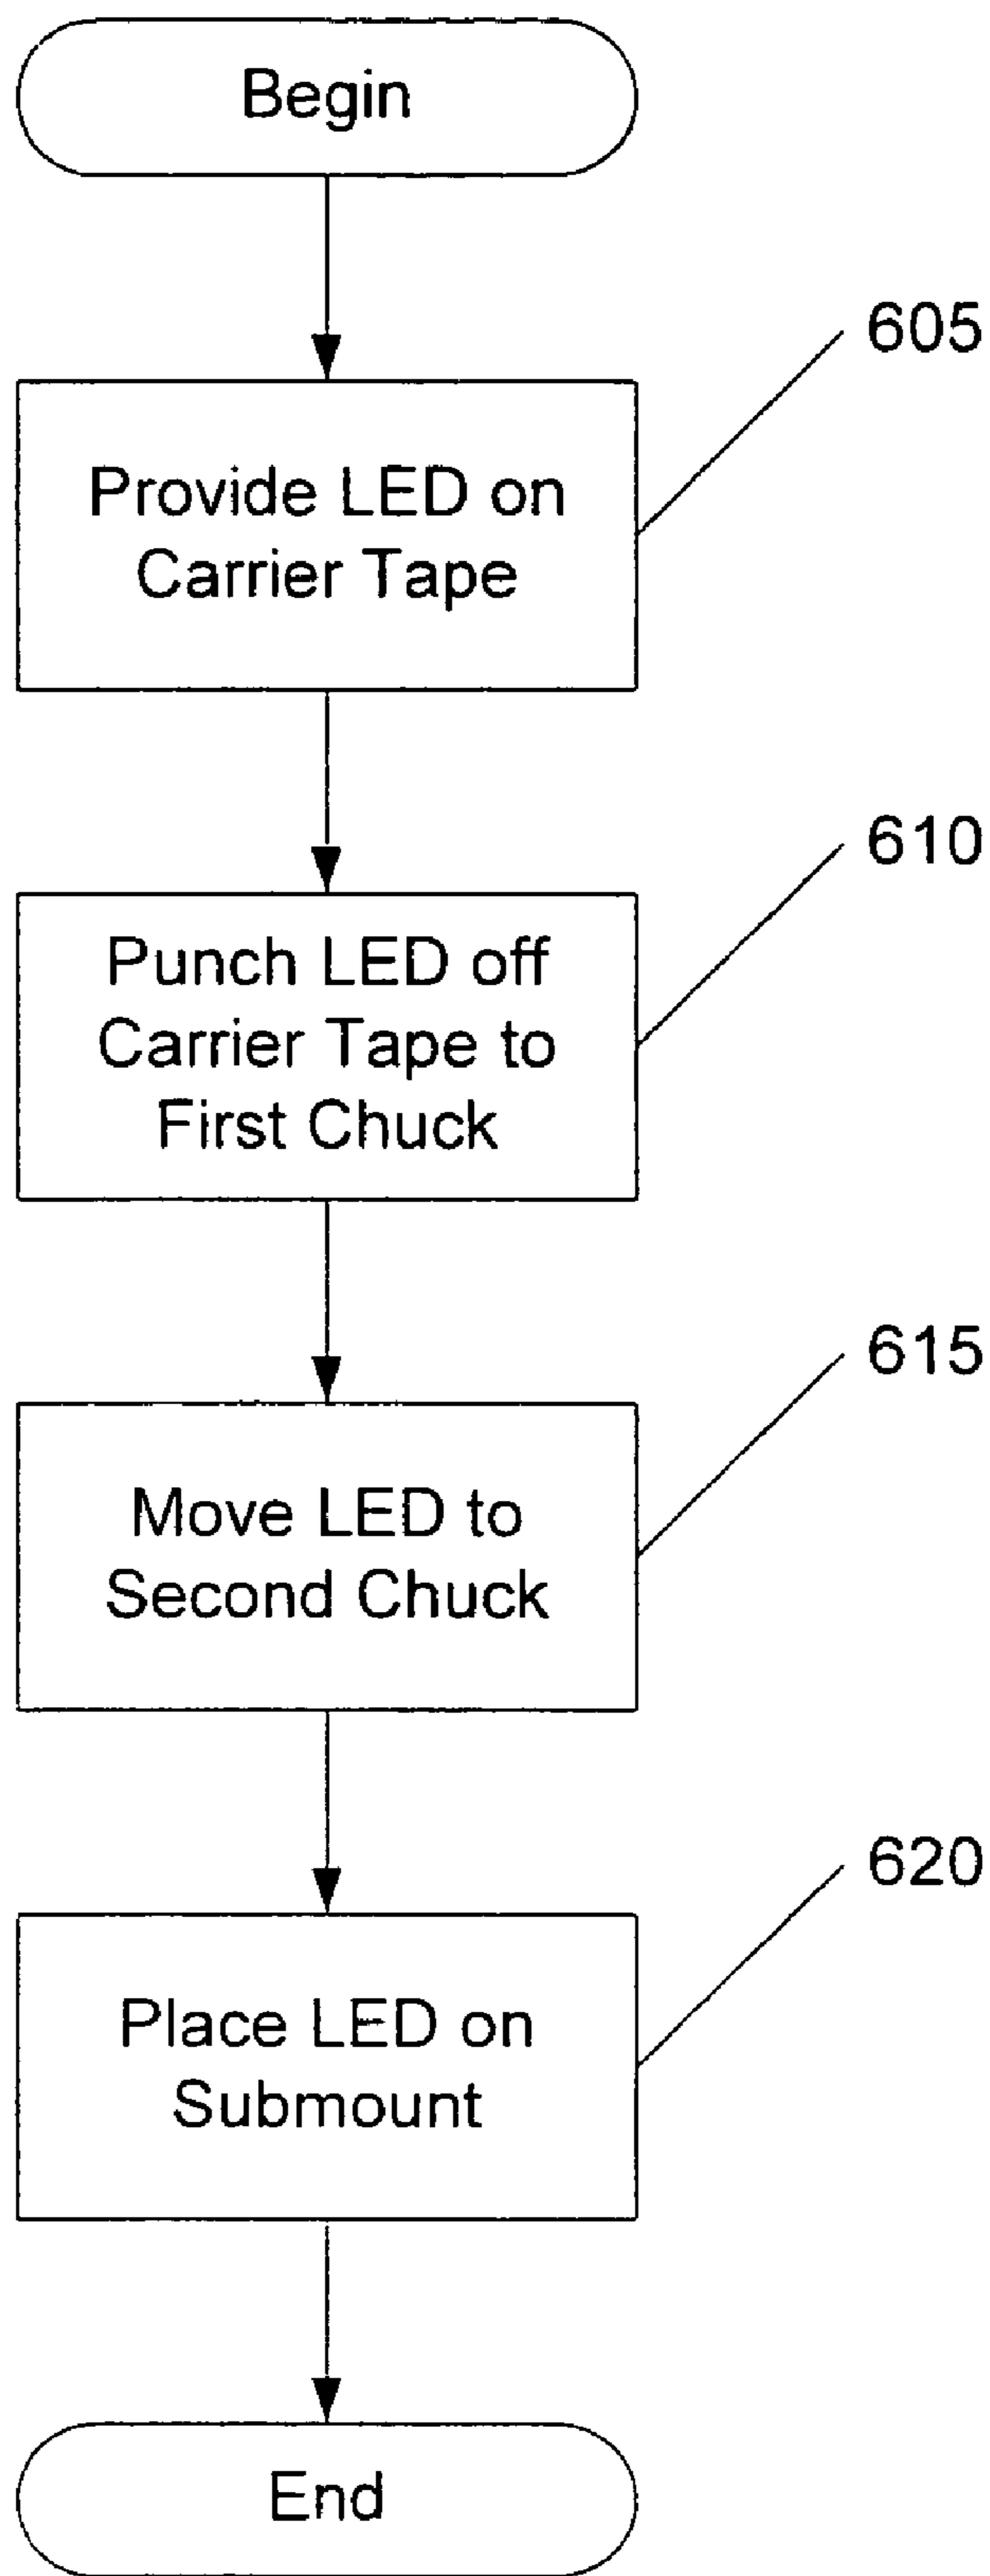 Begin
605
Provide LED on
Carrier Tape
610
Punch LED off
Carrier Tape to
First Chuck
615
Move LED to
Second Chuck
620
Place LED on
Submount
End